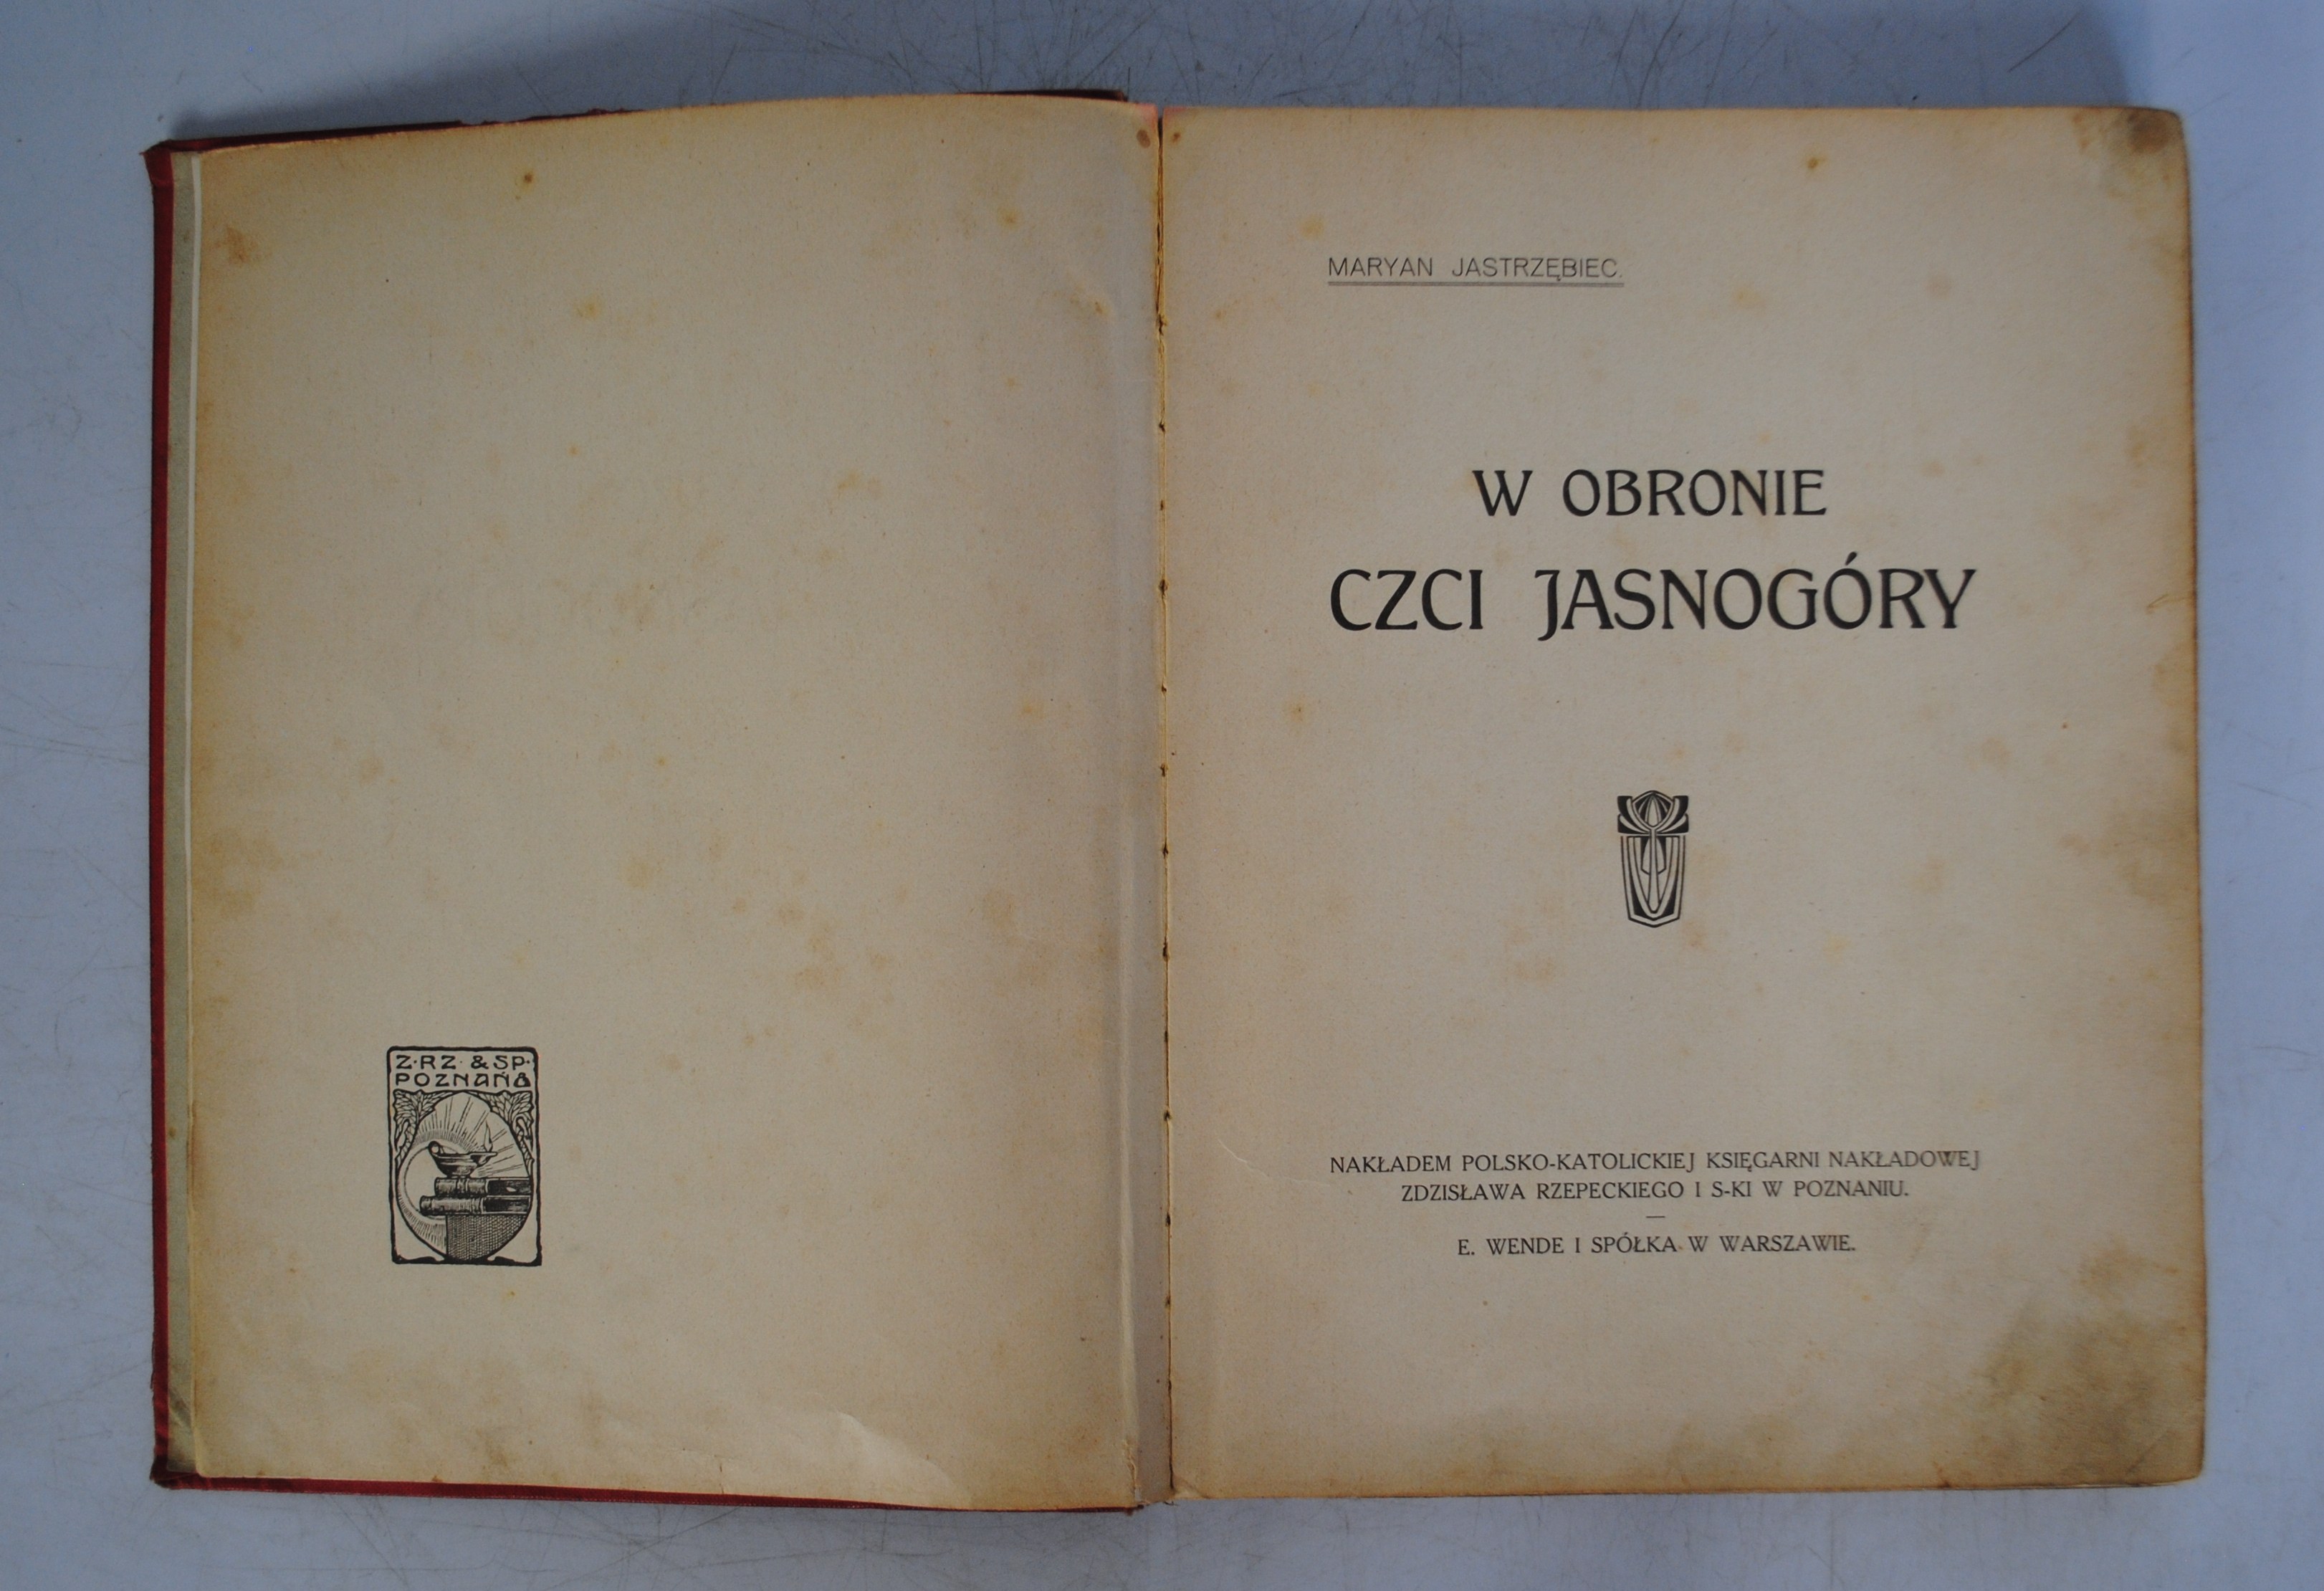 Z·RZ·&SP·
POZNAŃ
MARYAN JASTRZĘBIEC.
W OBRONIE
CZCI JASNOGÓRY
NAKŁADEM POLSKO-KATOLICKIEJ KSIĘGARNI NAKŁADOWEJ
ZDZISŁAWA RZEPECKIEGO I S-KI W POZNANIU.
E. WENDE I SPÓŁKA W WARSZAWIE.